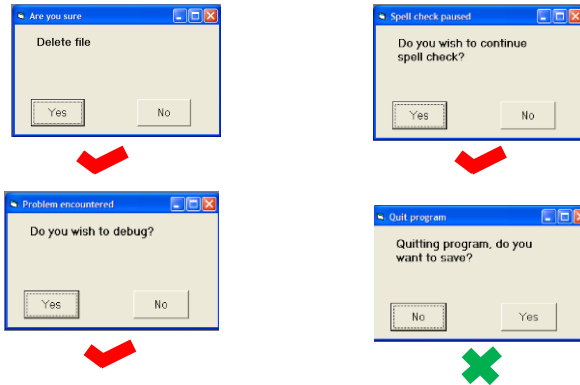 Are you sure
Delete file
Yes No
Spell check paused
Do you wish to continue
spell check?
Yes No
Problem encountered
Do you wish to debug?
Yes No
Quit program
Quitting program, do you
want to save?
No Yes